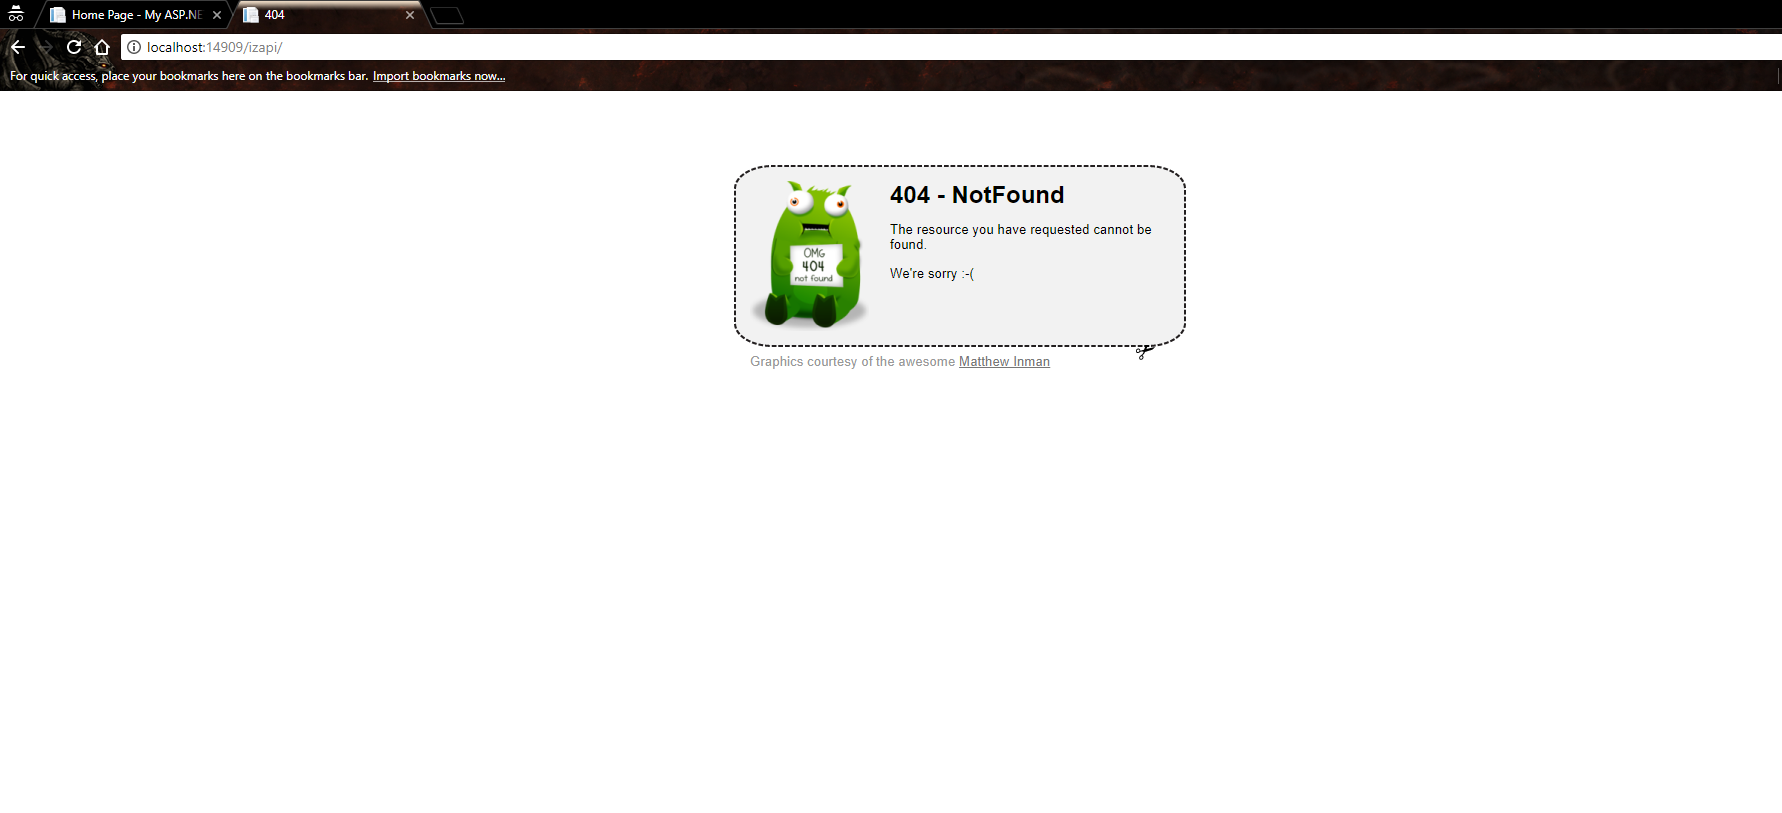 Home Page - My ASP.NE
404
localhost:14909/izapi/
For quick access, place your bookmarks here on the bookmarks bar. Import bookmarks now...
404 - NotFound
The resource you have requested cannot be
found.
We're sorry :-(
OMG
404
not found
Graphics courtesy of the awesome Matthew Inman